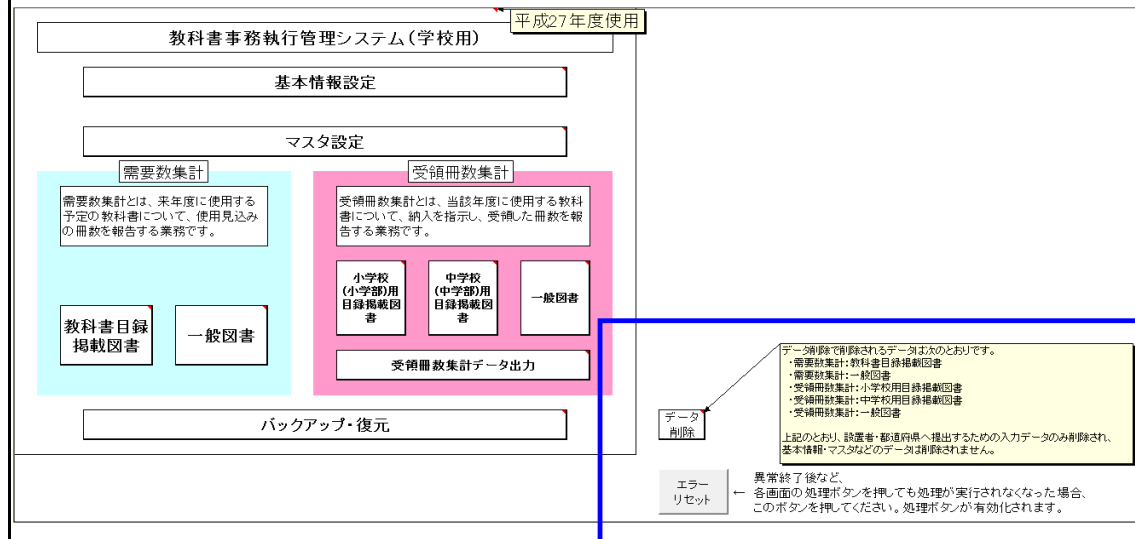 平成27年度使用
教科書事務執行管理システム(学校用)
基本情報設定
マスタ設定
需要数集計
需要数集計とは、来年度に使用する
予定の教科書について、使用見込み
の冊数を報告する業務です。
教科書目録
掲載図書
一般図書
受領冊数集計
受領冊数集計とは、当該年度に使用する教科
書について、納入を指示し、受領した冊数を報
告する業務です。
小学校
(小学部)用
目録掲載図
書
中学校
(中学部)用
目録掲載図
書
一般図書
受領冊数集計データ出力
バックアップ・復元
データ
削除
データ削除で削除されるデータは次のとおりです。
・需要数集計:教科書目録掲載図書
・需要数集計:一般図書
・受領冊数集計:小学校用目録掲載図書
・受領冊数集計:中学校用目録掲載図書
・受領冊数集計:一般図書
上記のとおり、設置者・都道府県へ提出するための入力データのみ削除され、
基本情報・マスタなどのデータは削除されません。
エラー
リセット
← 異常終了後など、
各画面の処理ボタンを押しても処理が実行されなくなった場合、
このボタンを押してください。処理ボタンが有効化されます。